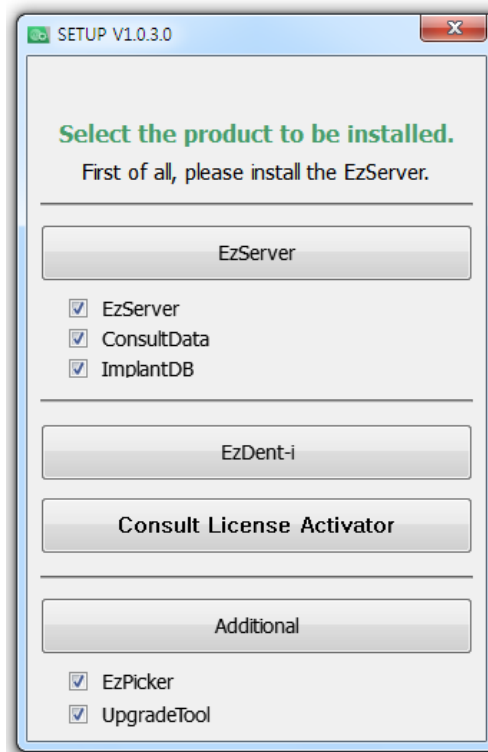 SETUP V1.0.3.0
Select the product to be installed.
First of all, please install the EzServer.
EzServer
EzServer
ConsultData
ImplantDB
EzDent-i
Consult License Activator
Additional
EzPicker
UpgradeTool